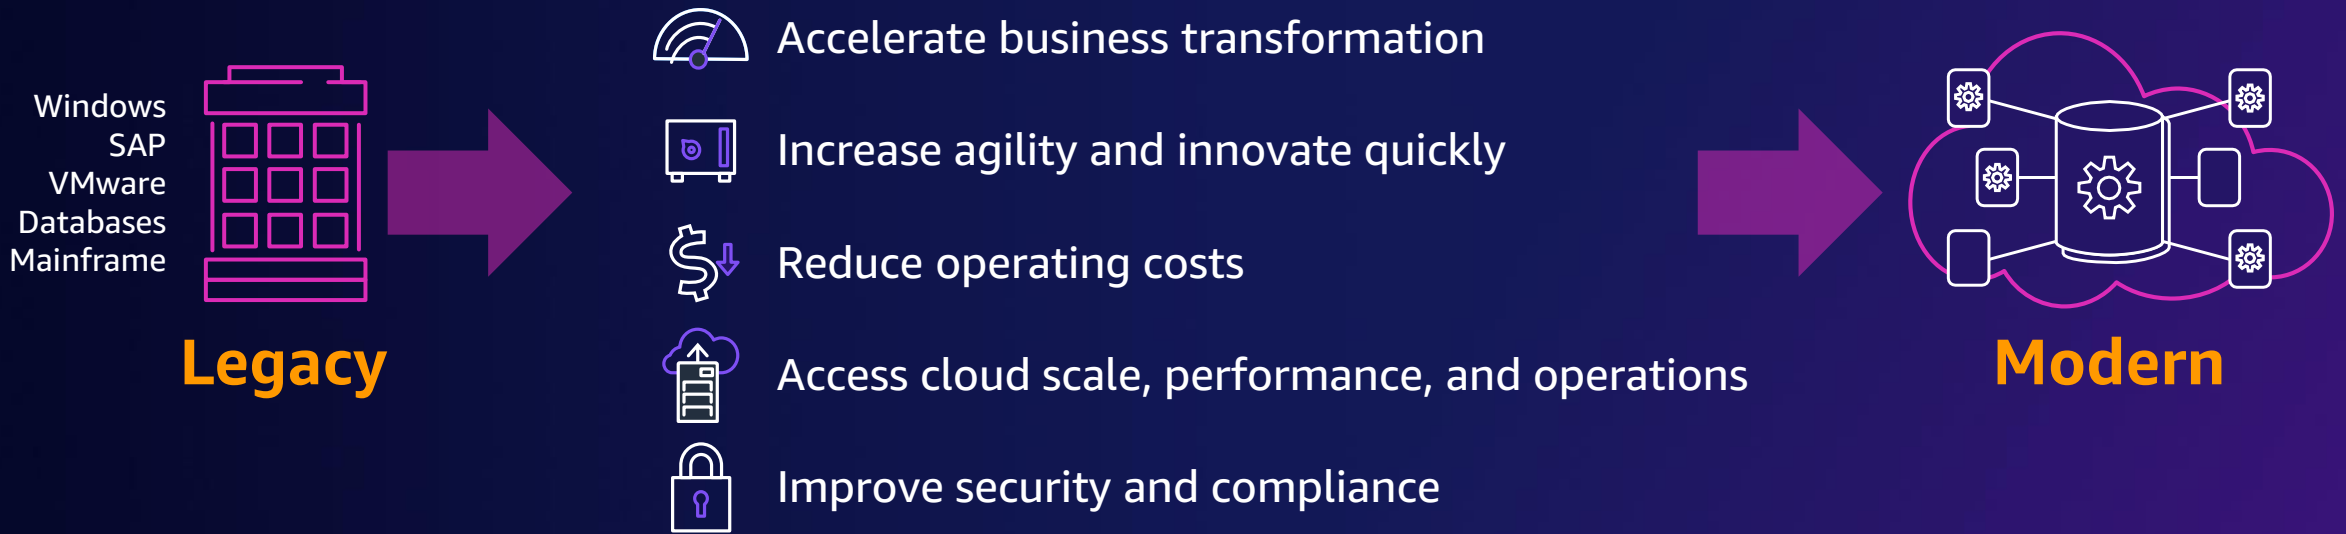 Windows
SAP
VMware
Databases
Mainframe
Legacy
Accelerate business transformation
Increase agility and innovate quickly
Reduce operating costs
Access cloud scale, performance, and operations
Improve security and compliance
Modern